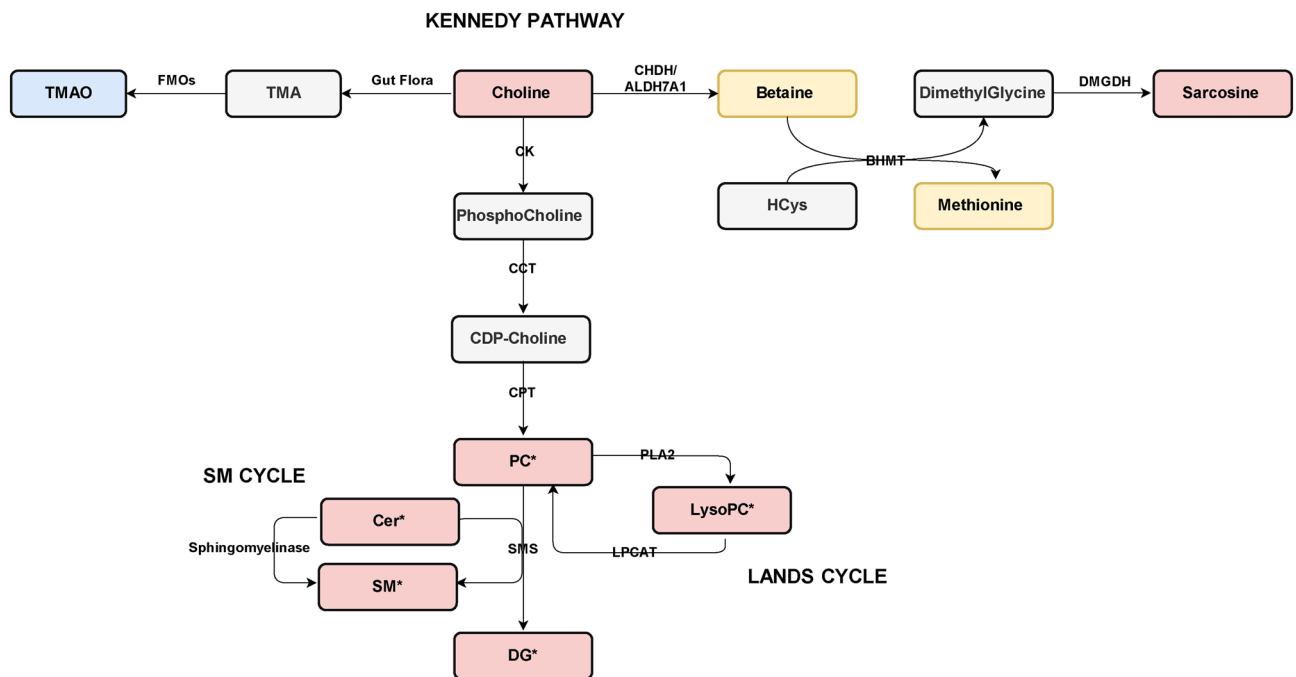 KENNEDY PATHWAY
TMAO
FMOs
TMA
Gut Flora
Choline
CHDH/
ALDH7A1
Betaine
DimethylGlycine
DMGDH
Sarcosine
CK
BHMT
PhosphoCholine
HCys
Methionine
CCT
CDP-Choline
CPT
PC*
PLA2
SM CYCLE
Cer*
LysoPC*
Sphingomyelinase
SMS
LPCAT
LANDS CYCLE
SM*
DG*